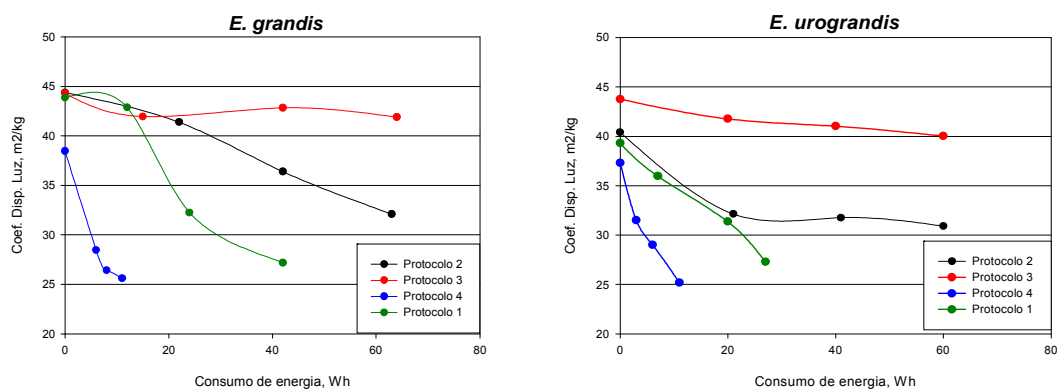 E. grandis
50
45
40
35
30
25
20
Coef. Disp. Luz, m2/kg
Protocolo 2
Protocolo 3
Protocolo 4
Protocolo 1
0
20
40
60
80
Consumo de energia, Wh
E. urograndis
50
45
40
35
30
25
20
Coef. Disp. Luz, m2/kg
Protocolo 2
Protocolo 3
Protocolo 4
Protocolo 1
0
20
40
60
80
Consumo de energia, Wh